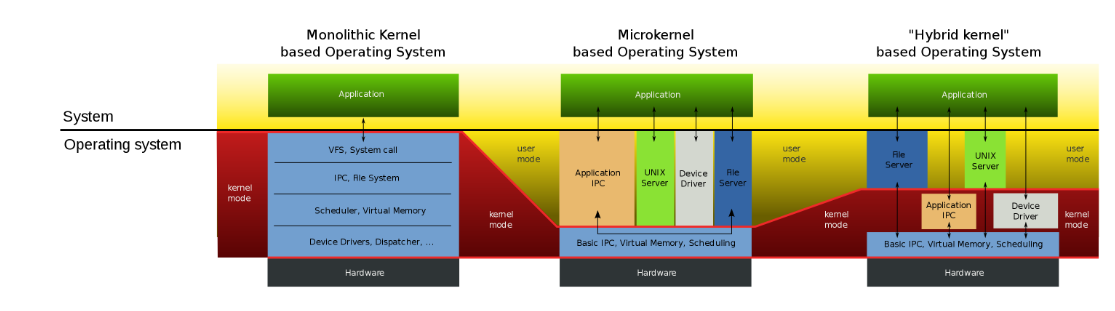 Monolithic Kernel
based Operating System
Microkernel
based Operating System
"Hybrid kernel"
based Operating System
Application
Application
Application
System
Operating system
kernel
mode
VFS, System call
IPC, File System
Scheduler, Virtual Memory
Device Drivers, Dispatcher, ...
Hardware
user
mode
kernel
mode
Application
IPC
UNIX
Server
Device
Driver
File
Server
Basic IPC, Virtual Memory, Scheduling
Hardware
user
mode
kernel
mode
File
Server
UNIX
Server
user
mode
Application
IPC
Device
Driver
kernel
mode
Basic IPC, Virtual Memory, Scheduling
Hardware